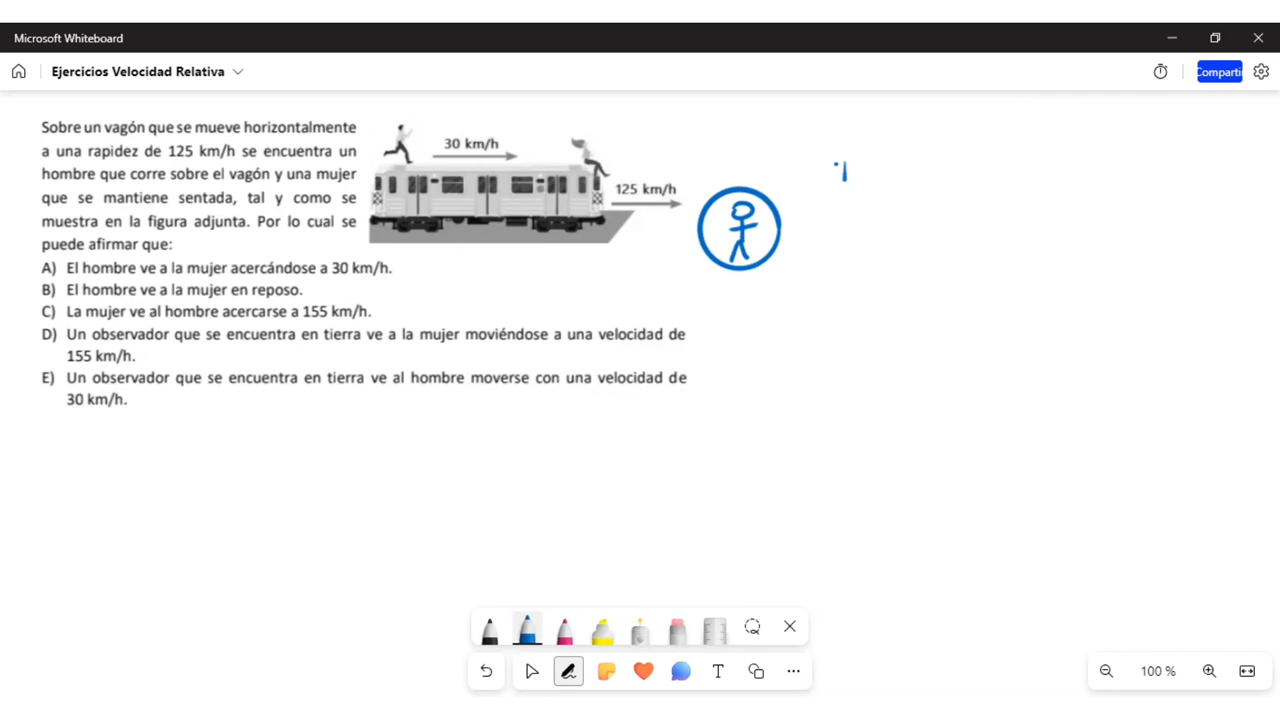 Microsoft Whiteboard
Ejercicios Velocidad Relativa
Comparti
Sobre un vagón que se mueve horizontalmente
a una rapidez de 125 km/h se encuentra un
hombre que corre sobre el vagón y una mujer
que se mantiene sentada, tal y como se
muestra en la figura adjunta. Por lo cual se
puede afirmar que:
30 km/h
125 km/h
A) El hombre ve a la mujer acercándose a 30 km/h.
B) El hombre ve a la mujer en reposo.
C) La mujer ve al hombre acercarse a 155 km/h.
D) Un observador que se encuentra en tierra ve a la mujer moviéndose a una velocidad de
155 km/h.
E) Un observador que se encuentra en tierra ve al hombre moverse con una velocidad de
30 km/h.
100 %